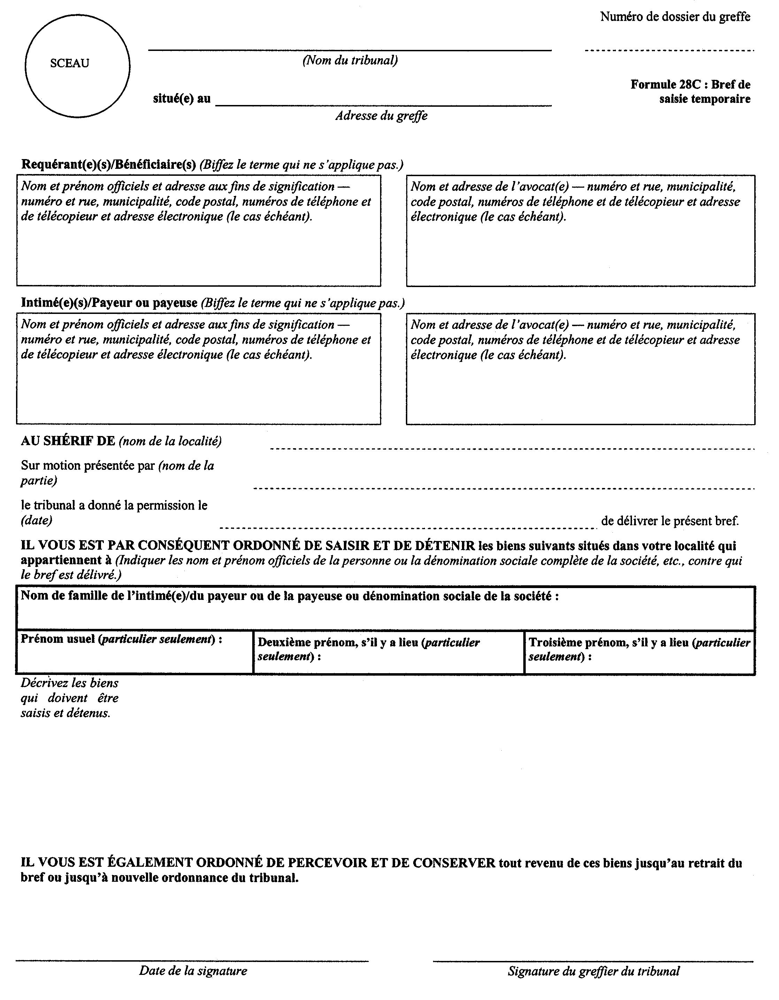 Numéro de dossier du greffe
SCEAU
(Nom du tribunal)
Formule 28C : Bref de
saisie temporaire
situé(e) au
Adresse du greffe
Requérant(e)(s)/Bénéficiaire(s) (Biffez le terme qui ne s'applique pas.)
Nom et prénom officiels et adresse aux fins de signification —
numéro et rue, municipalité, code postal, numéros de téléphone et
de télécopieur et adresse électronique (le cas échéant).
Nom et adresse de l'avocat(e) — numéro et rue, municipalité,
code postal, numéros de téléphone et de télécopieur et adresse
électronique (le cas échéant).
Intimé(e)(s)/Payeur ou payeuse (Biffez le terme qui ne s'applique pas.)
Nom et prénom officiels et adresse aux fins de signification —
numéro et rue, municipalité, code postal, numéros de téléphone et
de télécopieur et adresse électronique (le cas échéant).
Nom et adresse de l'avocat(e) — numéro et rue, municipalité,
code postal, numéros de téléphone et de télécopieur et adresse
électronique (le cas échéant).
AU SHÉRIF DE (nom de la localité)
Sur motion présentée par (nom de la
partie)
le tribunal a donné la permission le
(date) de délivrer le présent bref.
IL VOUS EST PAR CONSÉQUENT ORDONNÉ DE SAISIR ET DE DÉTENIR les biens suivants situés dans votre localité qui
appartiennent à (Indiquer les nom et prénom officiels de la personne ou la dénomination sociale complète de la société, etc., contre qui
le bref est délivré.)
Nom de famille de l'intimé(e)/du payeur ou de la payeuse ou dénomination sociale de la société :
Prénom usuel (particulier seulement) :
Deuxième prénom, s'il y a lieu (particulier
seulement) :
Troisième prénom, s'il y a lieu (particulier
seulement) :
Décrivez les biens
qui doivent être
saisis et détenus.
IL VOUS EST ÉGALEMENT ORDONNÉ DE PERCEVOIR ET DE CONSERVER tout revenu de ces biens jusqu'au retrait du
bref ou jusqu'à nouvelle ordonnance du tribunal.
Date de la signature
Signature du greffier du tribunal